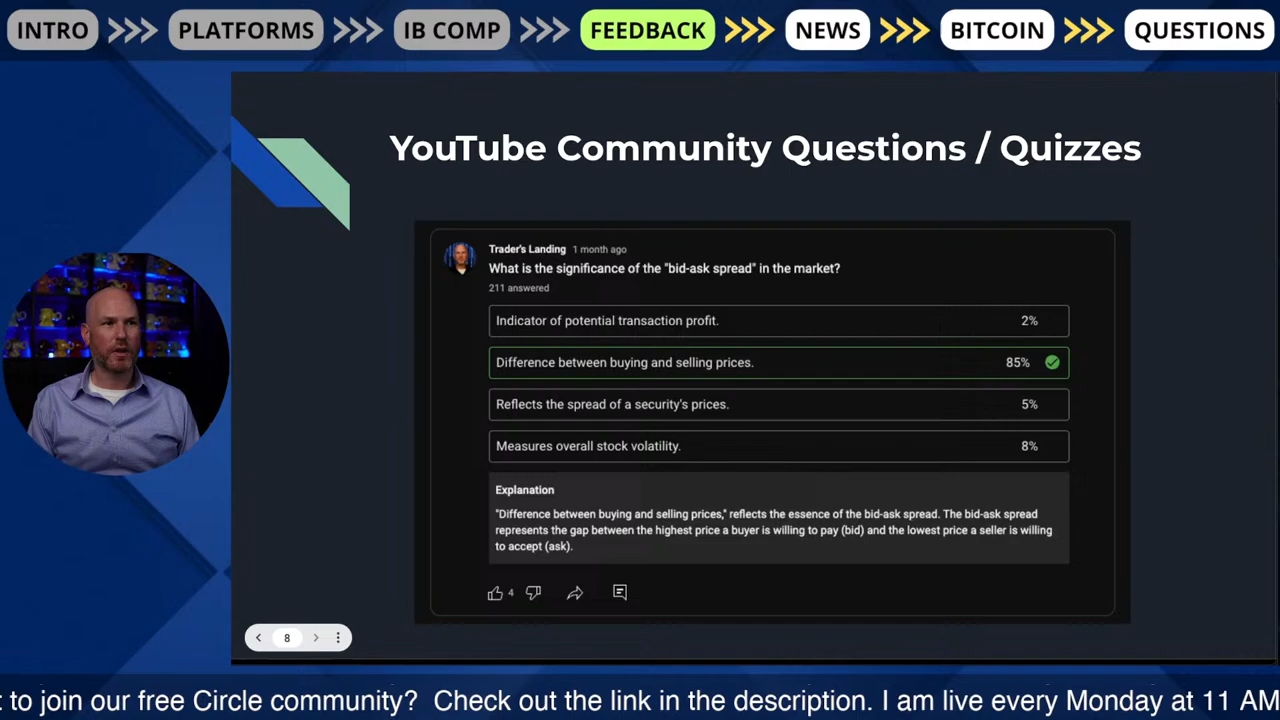 INTRO >>> PLATFORMS >>> IB COMP >>> FEEDBACK >>> NEWS >>> BITCOIN >>> QUESTIONS
YouTube Community Questions / Quizzes
Trader's Landing 1 month ago
What is the significance of the "bid-ask spread" in the market?
211 answered
Indicator of potential transaction profit. 2%
Difference between buying and selling prices. 85%
Reflects the spread of a security's prices. 5%
Measures overall stock volatility. 8%
Explanation
"Difference between buying and selling prices," reflects the essence of the bid-ask spread. The bid-ask spread
represents the gap between the highest price a buyer is willing to pay (bid) and the lowest price a seller is willing
to accept (ask).
4
8
to join our free Circle community? Check out the link in the description. I am live every Monday at 11 AM